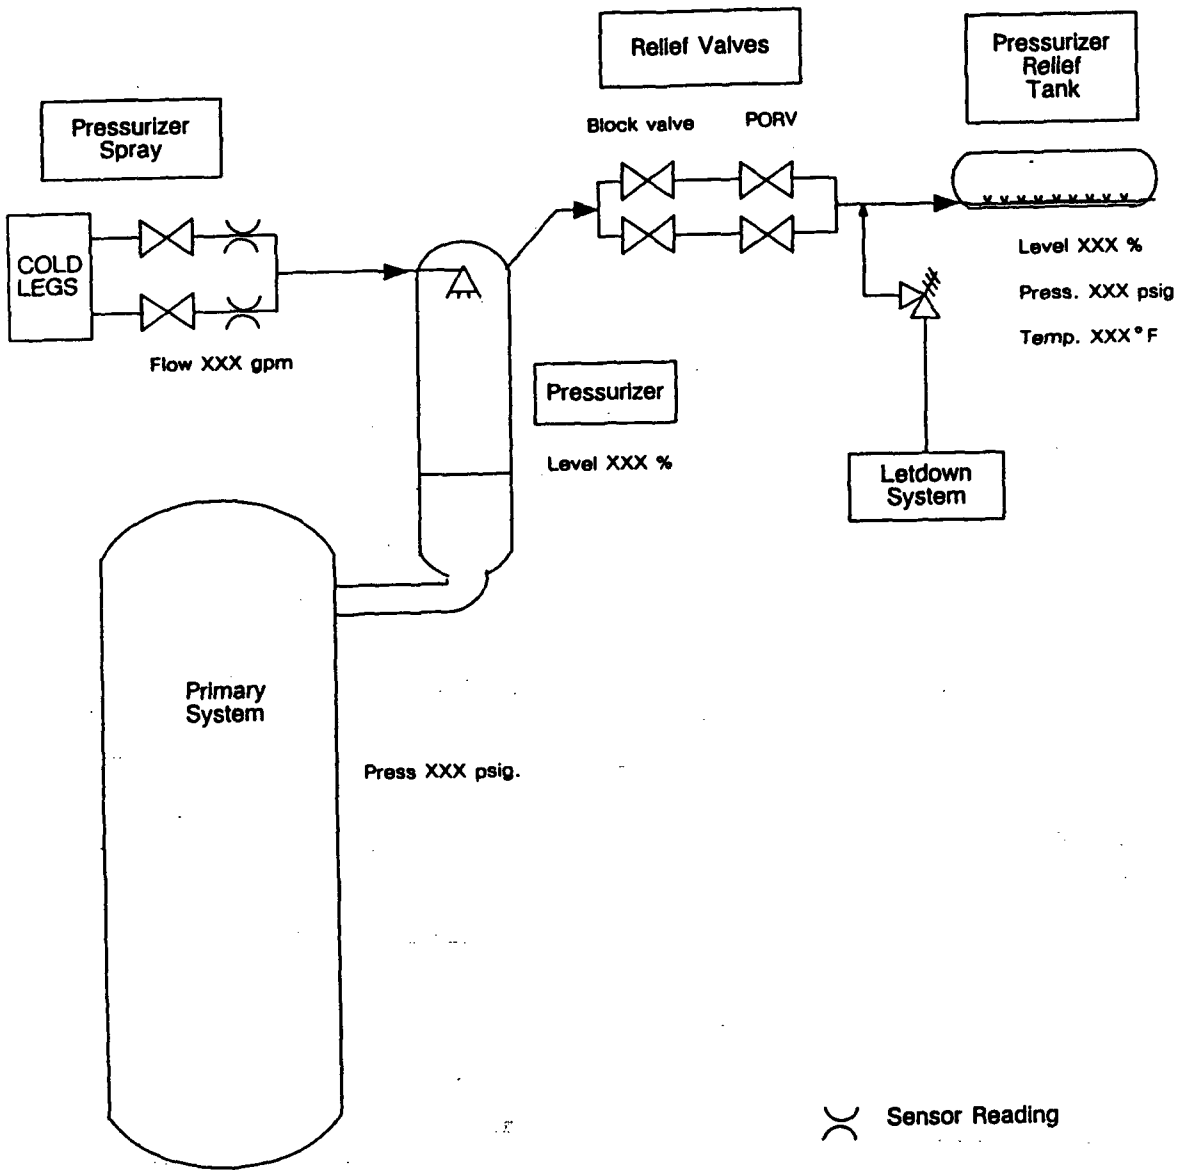 Relief Valves
Pressurizer
Relief
Tank
Pressurizer
Spray
Block valve
PORV
COLD
LEGS
Flow XXX gpm
Level XXX %
Press. XXX psig
Temp. XXX°F
Pressurizer
Level XXX %
Letdown
System
Primary
System
Press XXX psig.
Sensor Reading